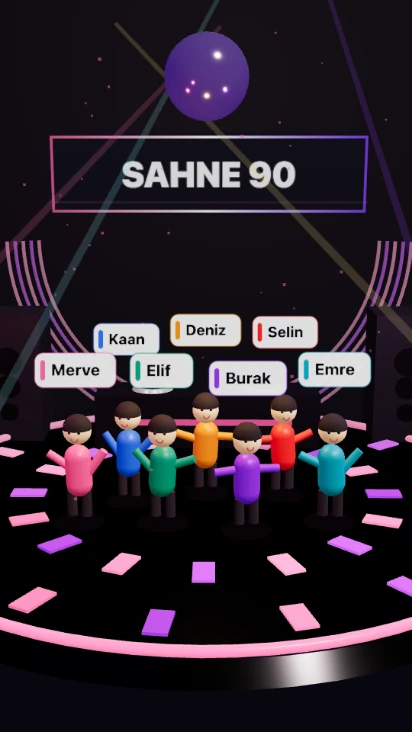 SAHNE 90
Kaan
Deniz
Selin
Merve
Elif
Burak
Emre